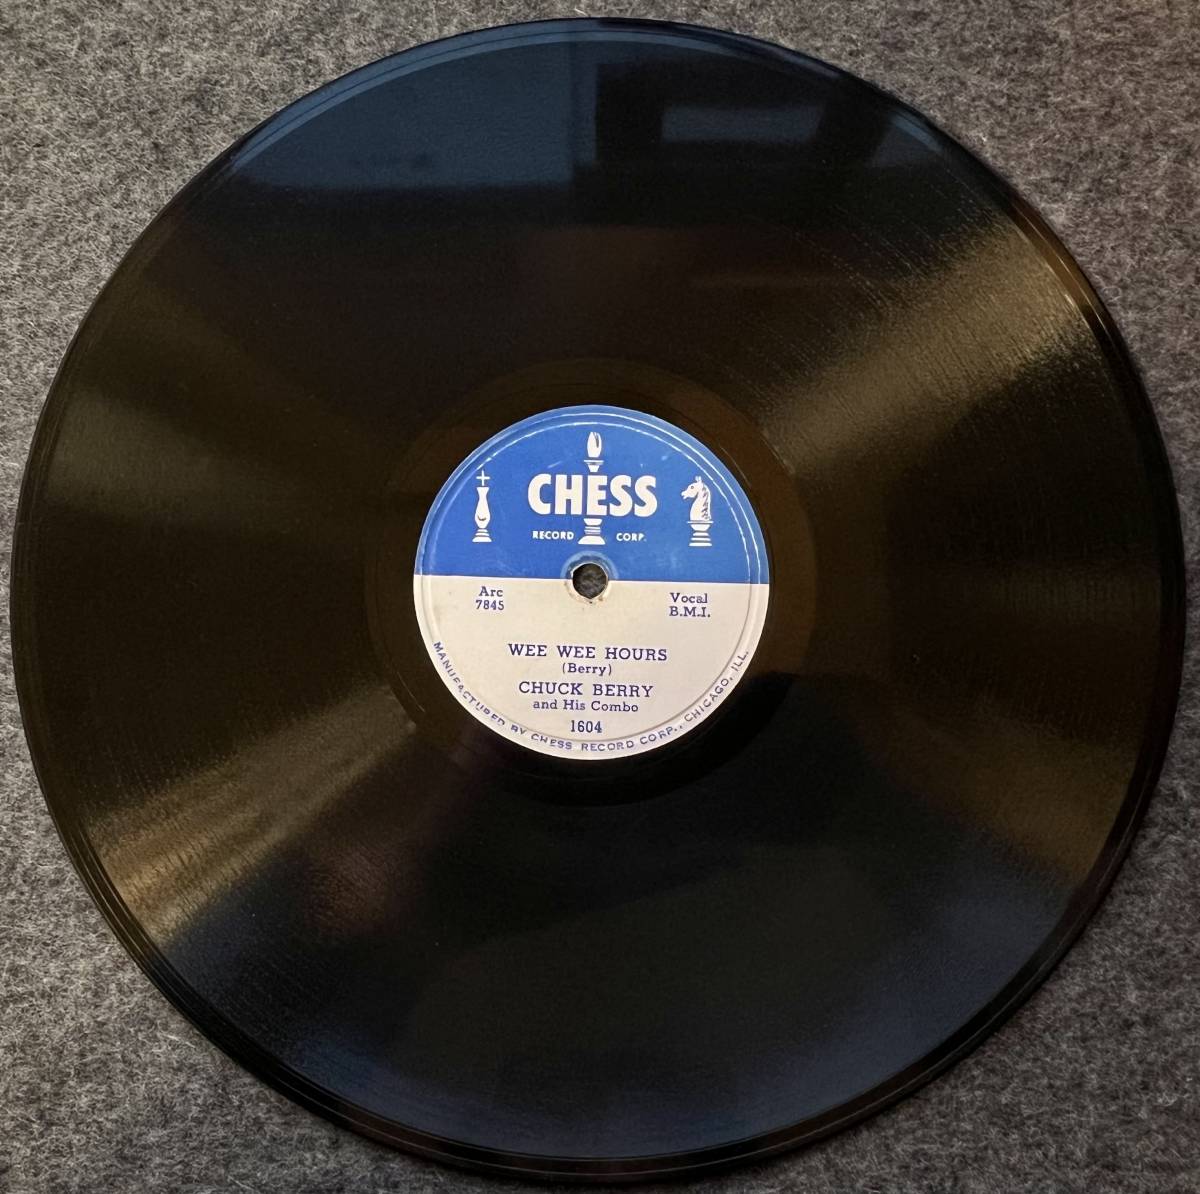 CHESS
RECORD CORP.
Arc
7845
Vocal
B.M.I.
WEE WEE HOURS
(Berry)
CHUCK BERRY
and His Combo
1604
MANUFACTURED BY CHESS RECORD CORP., CHICAGO, ILL.